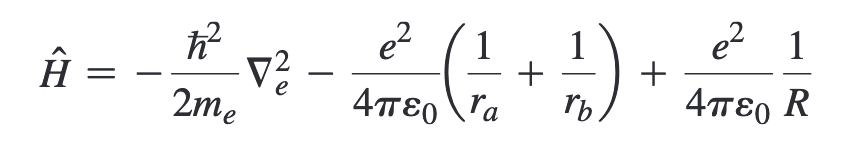 Ĥ = − ħ²/2mₑ ∇ₑ² − e²/4πε₀ (1/rₐ + 1/r_b) + e²/4πε₀ 1/R